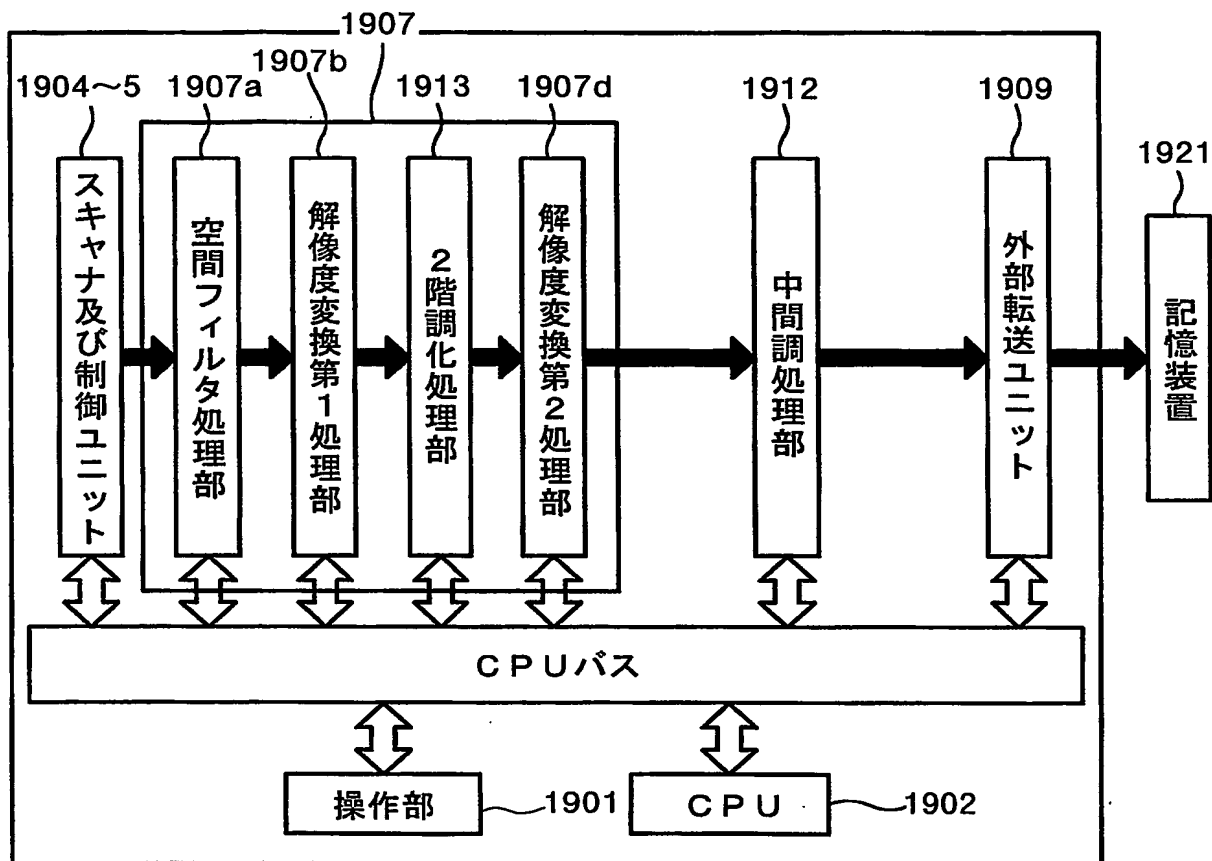 1907
1907b
1904～5
1907a
1913
1907d
1912
1909
1921
スキャナ及び制御ユニット
空間フィルタ処理部
解像度変換第1処理部
2階調化処理部
解像度変換第2処理部
中間調処理部
外部転送ユニット
記憶装置
CPUバス
操作部
1901
CPU
1902